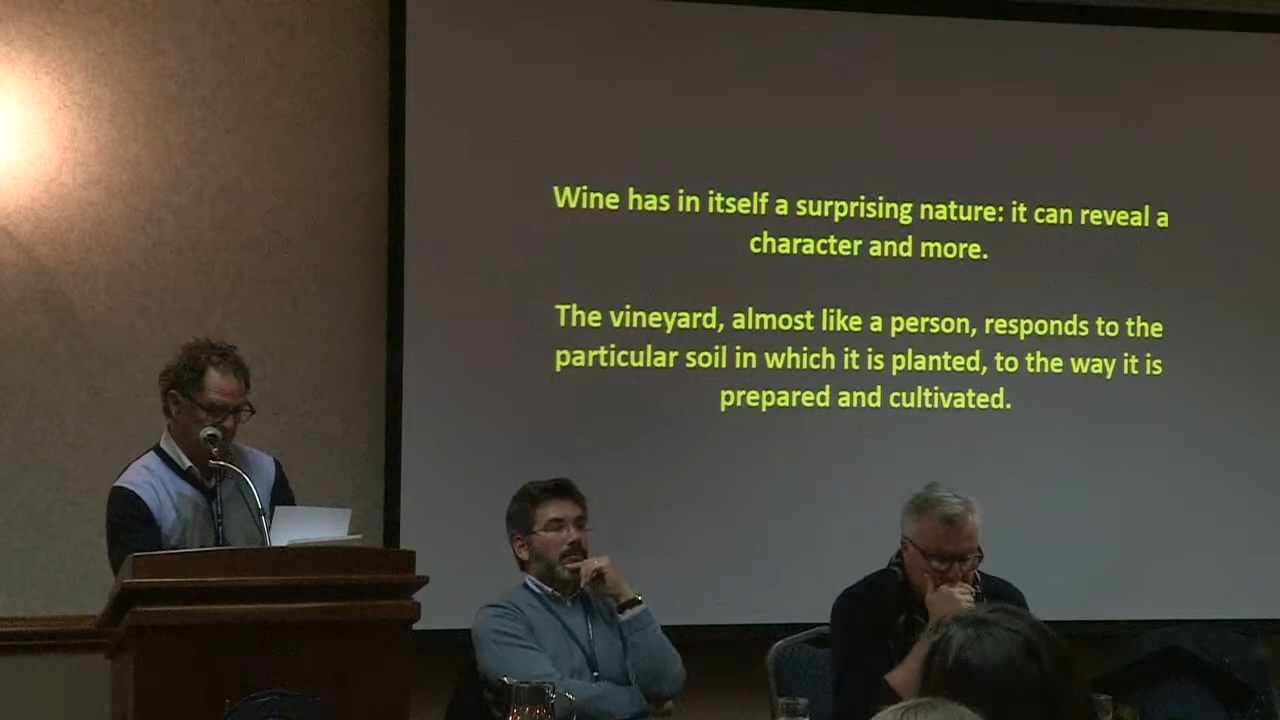 Wine has in itself a surprising nature: it can reveal a
character and more.
The vineyard, almost like a person, responds to the
particular soil in which it is planted, to the way it is
prepared and cultivated.